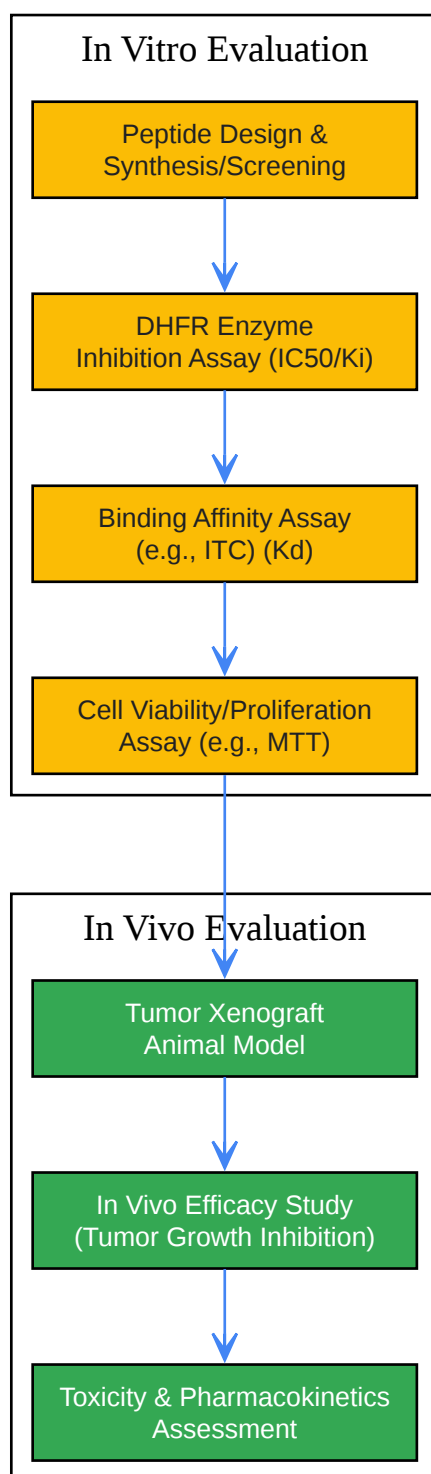 In Vitro Evaluation
Peptide Design &
Synthesis/Screening
DHFR Enzyme
Inhibition Assay (IC50/Ki)
Binding Affinity Assay
(e.g., ITC) (Kd)
Cell Viability/Proliferation
Assay (e.g., MTT)
In Vivo Evaluation
Tumor Xenograft
Animal Model
In Vivo Efficacy Study
(Tumor Growth Inhibition)
Toxicity & Pharmacokinetics
Assessment